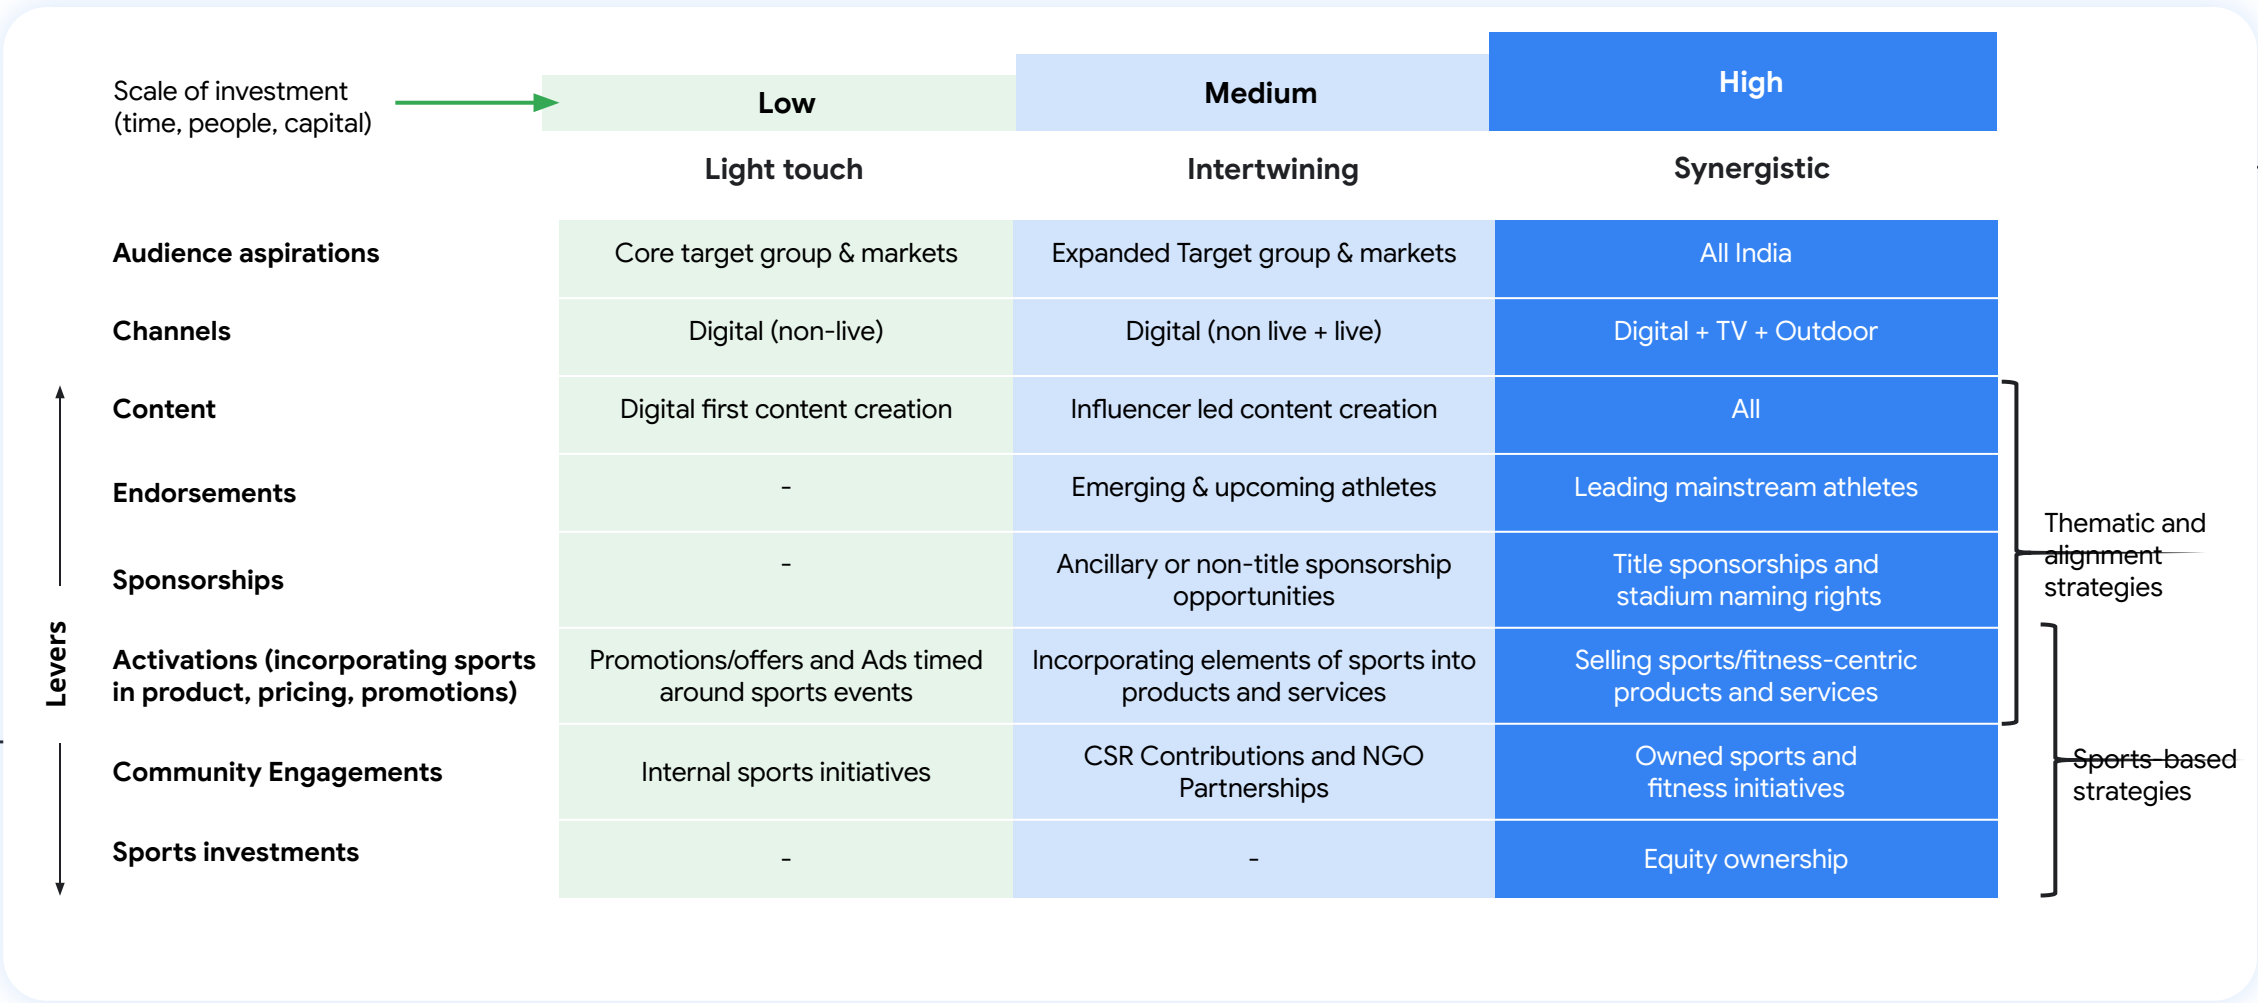 Scale of investment
(time, people, capital)
Low
Medium
High
Light touch
Intertwining
Synergistic
Audience aspirations
Core target group & markets
Expanded Target group & markets
All India
Channels
Digital (non-live)
Digital (non live + live)
Digital + TV + Outdoor
Content
Digital first content creation
Influencer led content creation
All
Endorsements
-
Emerging & upcoming athletes
Leading mainstream athletes
Sponsorships
-
Ancillary or non-title sponsorship
opportunities
Title sponsorships and
stadium naming rights
Thematic and
alignment
strategies
Levers
Activations (incorporating sports
in product, pricing, promotions)
Promotions/offers and Ads timed
around sports events
Incorporating elements of sports into
products and services
Selling sports/fitness-centric
products and services
Community Engagements
Internal sports initiatives
CSR Contributions and NGO
Partnerships
Owned sports and
fitness initiatives
Sports-based
strategies
Sports investments
-
-
Equity ownership